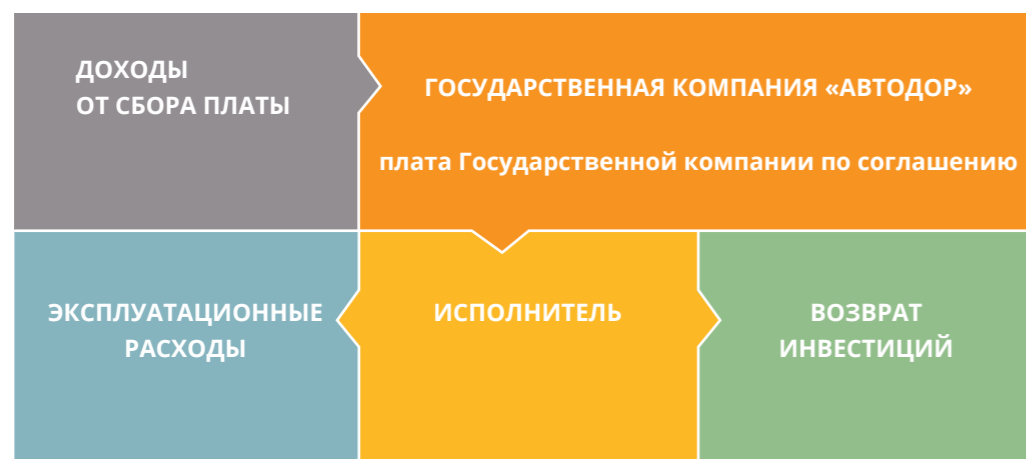 ДОХОДЫ
ОТ СБОРА ПЛАТЫ
ГОСУДАРСТВЕННАЯ КОМПАНИЯ «АВТОДОР»
плата Государственной компании по соглашению
ЭКСПЛУАТАЦИОННЫЕ
РАСХОДЫ
ИСПОЛНИТЕЛЬ
ВОЗВРАТ
ИНВЕСТИЦИЙ